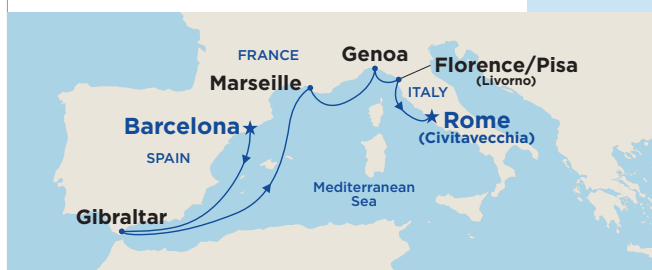 FRANCE
Genoa
Florence/Pisa
(Livorno)
Marseille
ITALY
Barcelona
Rome
(Civitavecchia)
SPAIN
Mediterranean
Sea
Gibraltar